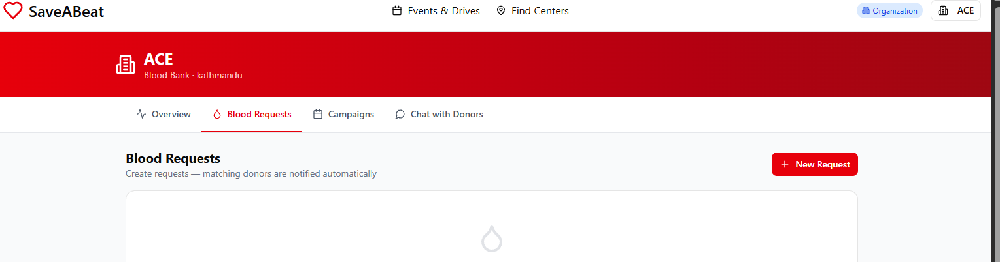 SaveABeat
Events & Drives
Find Centers
Organization
ACE
ACE
Blood Bank · kathmandu
Overview
Blood Requests
Campaigns
Chat with Donors
Blood Requests
Create requests — matching donors are notified automatically
New Request